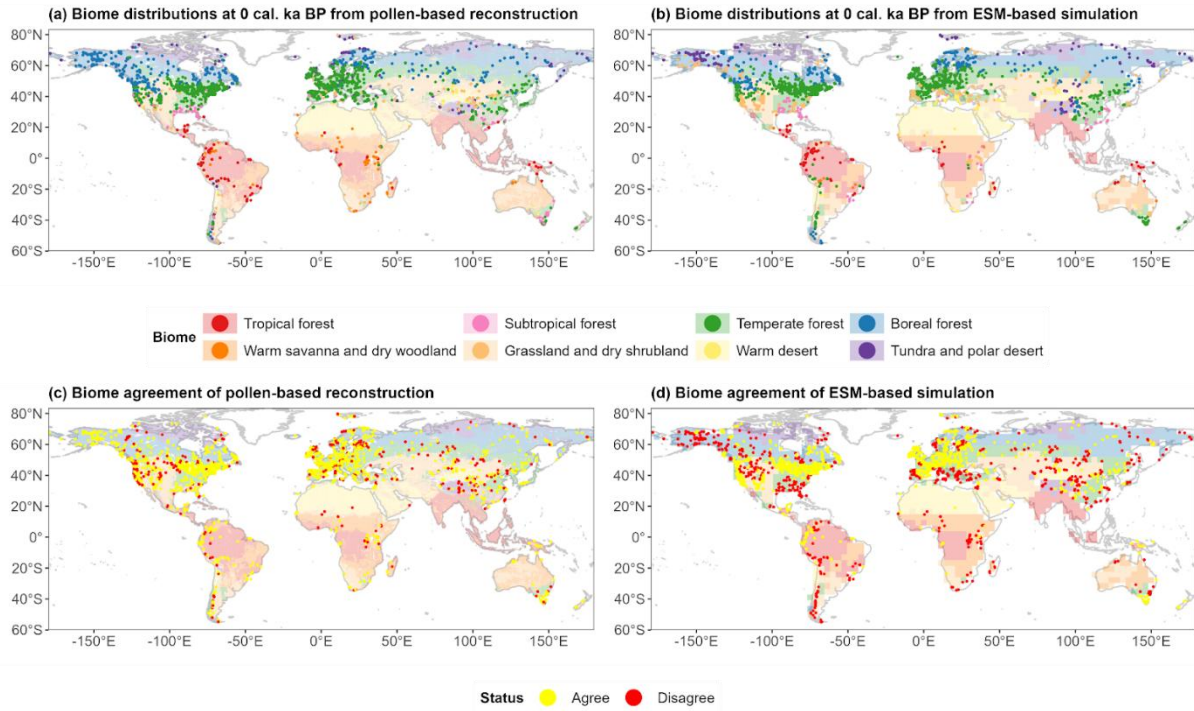 (a) Biome distributions at 0 cal. ka BP from pollen-based reconstruction
(b) Biome distributions at 0 cal. ka BP from ESM-based simulation
80°N
60°N
40°N
20°N
0°
20°S
40°S
60°S
-150°E -100°E -50°E 0°E 50°E 100°E 150°E
80°N
60°N
40°N
20°N
0°
20°S
40°S
60°S
-150°E -100°E -50°E 0°E 50°E 100°E 150°E
Biome
Tropical forest Subtropical forest Temperate forest Boreal forest
Warm savanna and dry woodland Grassland and dry shrubland Warm desert Tundra and polar desert
(c) Biome agreement of pollen-based reconstruction
(d) Biome agreement of ESM-based simulation
80°N
60°N
40°N
20°N
0°
20°S
40°S
60°S
-150°E -100°E -50°E 0°E 50°E 100°E 150°E
80°N
60°N
40°N
20°N
0°
20°S
40°S
60°S
-150°E -100°E -50°E 0°E 50°E 100°E 150°E
Status Agree Disagree